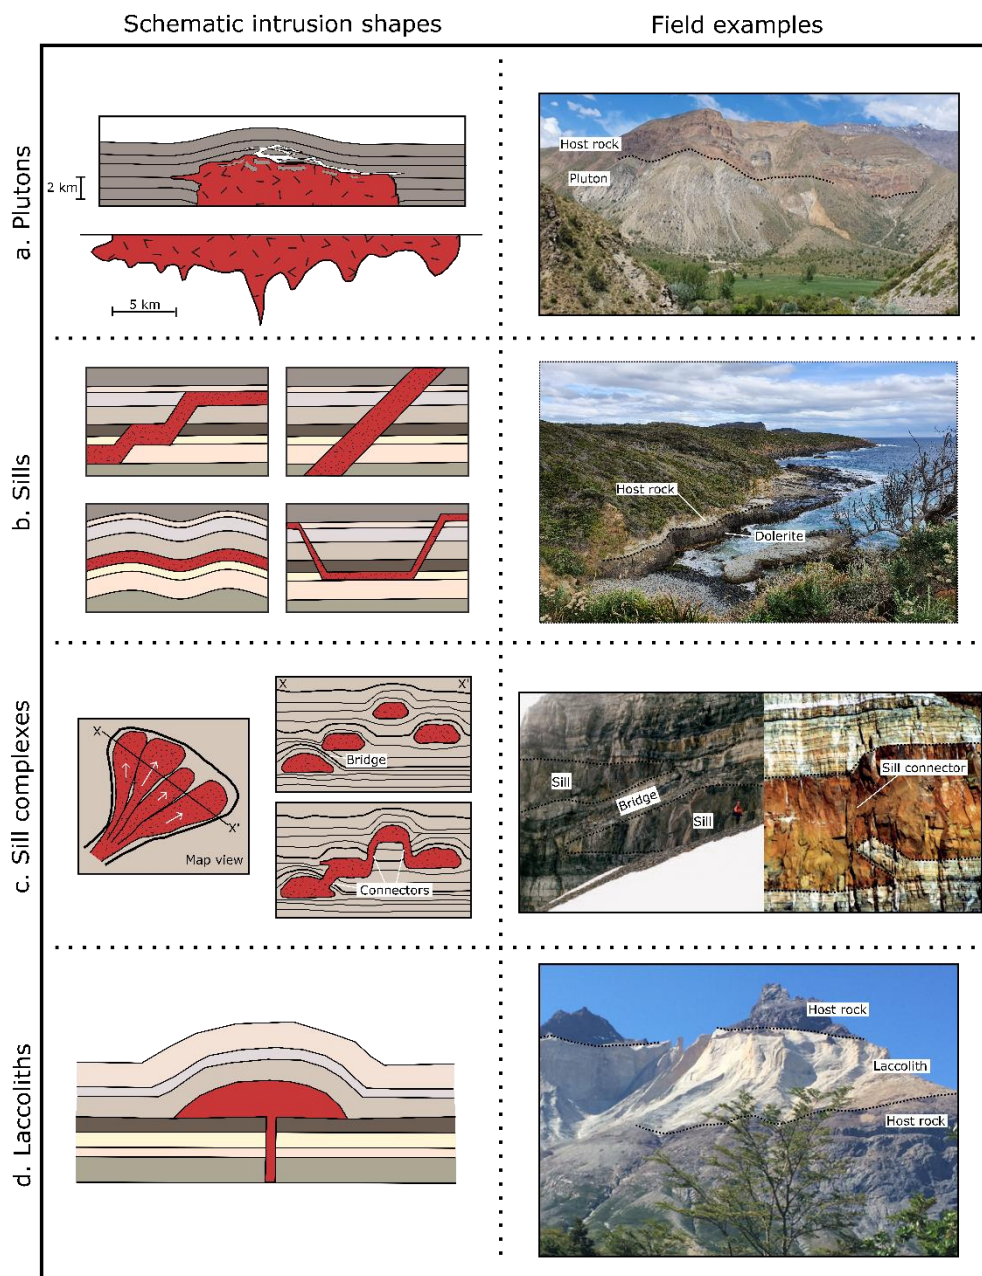 Schematic intrusion shapes
Field examples
a. Plutons
2 km
5 km
Host rock
Pluton
b. Sills
Host rock
Dolerite
c. Sill complexes
X
X'
Map view
X
X'
Bridge
Connectors
Sill
Bridge
Sill
Sill connector
d. Laccoliths
Host rock
Laccolith
Host rock